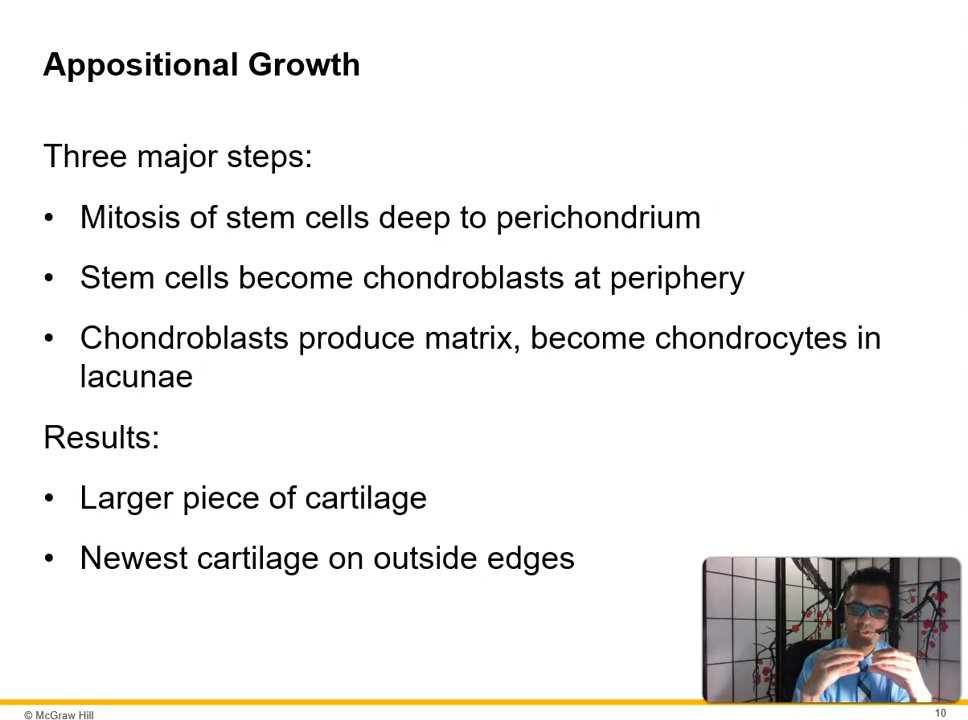 Appositional Growth
Three major steps:
• Mitosis of stem cells deep to perichondrium
• Stem cells become chondroblasts at periphery
• Chondroblasts produce matrix, become chondrocytes in
lacunae
Results:
• Larger piece of cartilage
• Newest cartilage on outside edges
© McGraw Hill
10